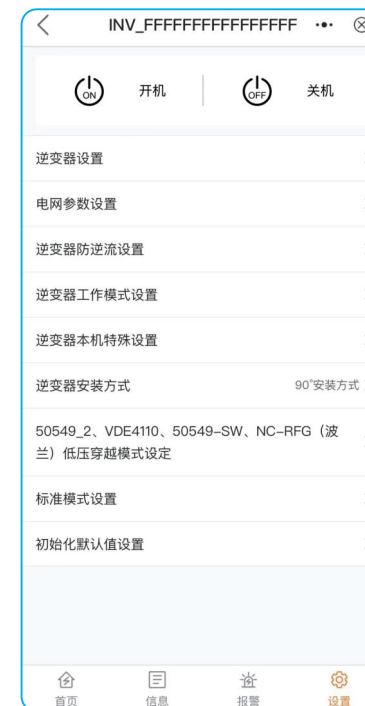 INV_FFFFFFFFFFFFFFFF
ON 开机 OFF 关机
逆变器设置
电网参数设置
逆变器防逆流设置
逆变器工作模式设置
逆变器本机特殊设置
逆变器安装方式 90°安装方式
50549_2、VDE4110、50549-SW、NC-RFG（波
兰）低压穿越模式设定
标准模式设置
初始化默认值设置
首页 信息 报警 设置